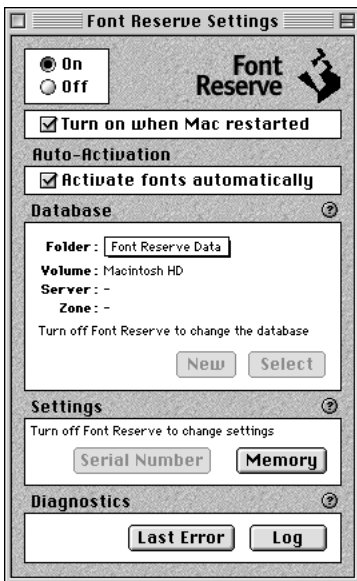 Font Reserve Settings
On
Off
Font
Reserve
Turn on when Mac restarted
Auto-Activation
Activate fonts automatically
Database
?
Folder: Font Reserve Data
Volume: Macintosh HD
Server: -
Zone: -
Turn off Font Reserve to change the database
New Select
Settings
?
Turn off Font Reserve to change settings
Serial Number Memory
Diagnostics
?
Last Error Log